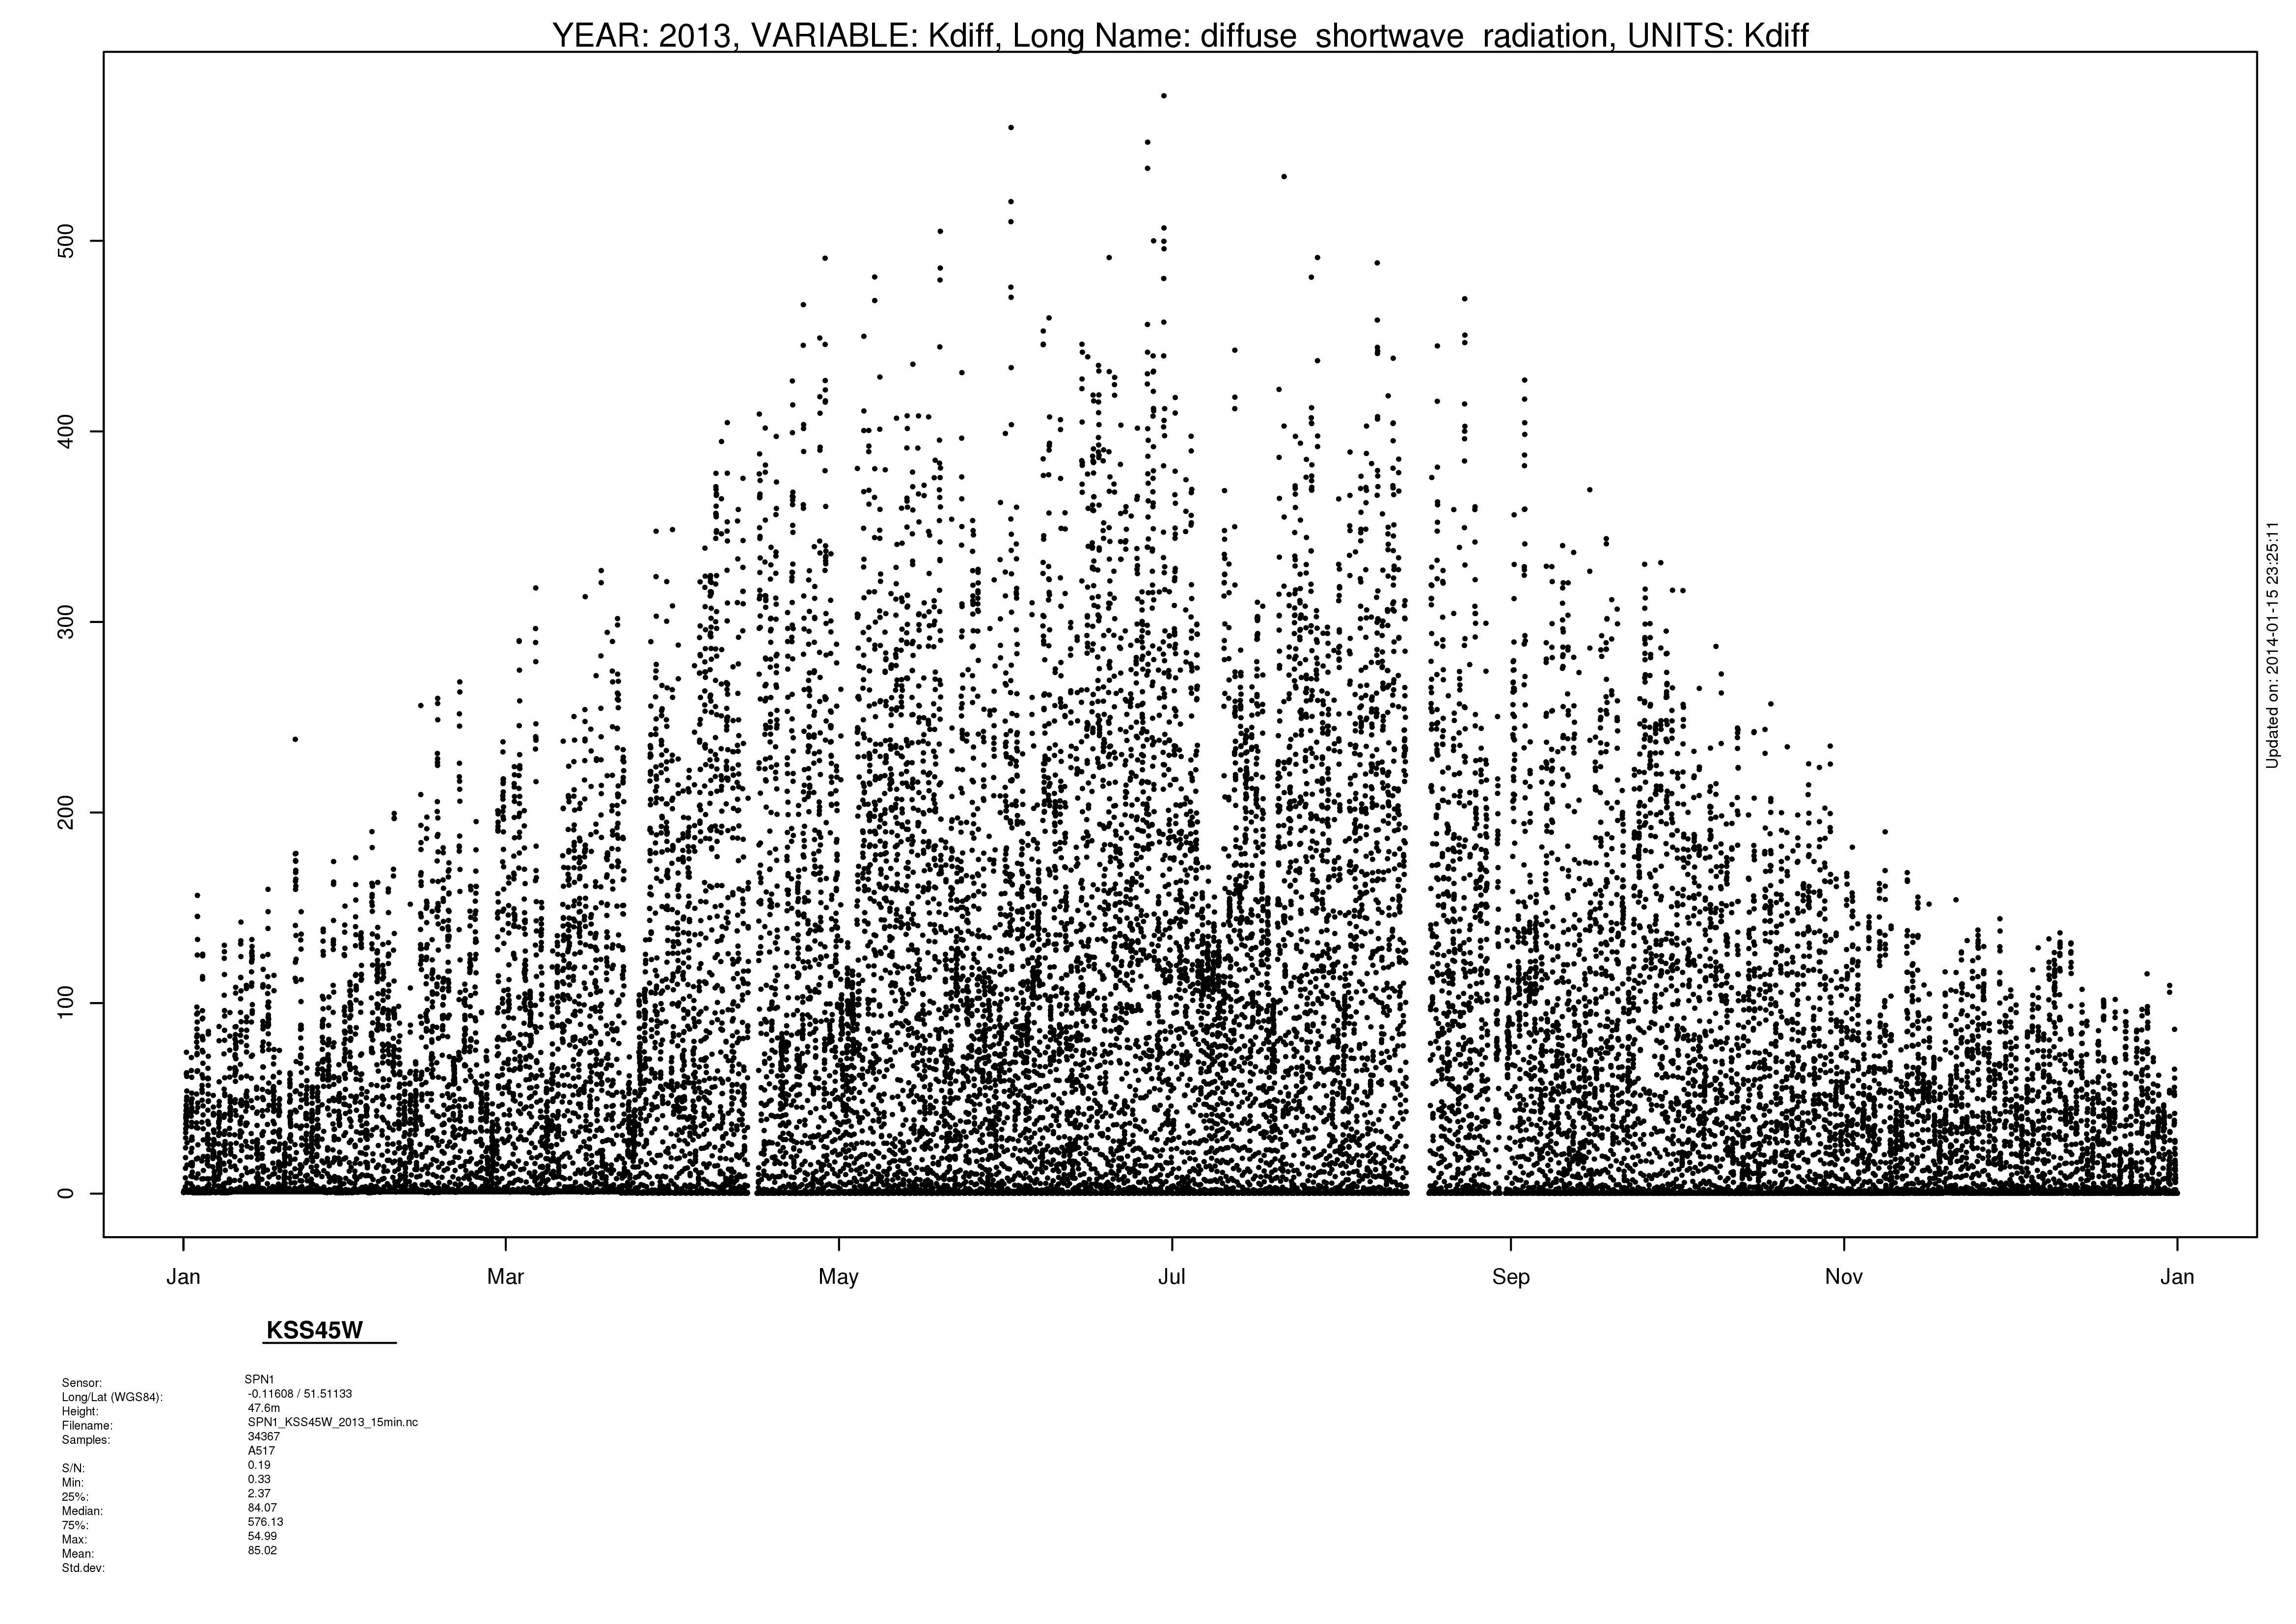 YEAR: 2013, VARIABLE: Kdiff, Long Name: diffuse shortwave radiation, UNITS: Kdiff
500
400
300
200
100
0
Jan Mar May Jul Sep Nov Jan
Updated on: 2014-01-15 23:25:11
KSS45W
Sensor: SPN1
Long/Lat (WGS84): -0.11608 / 51.51133
Height: 47.6m
Filename: SPN1_KSS45W_2013_15min.nc
Samples: 34367
A517
S/N: 0.19
Min: 0.33
25%: 2.37
Median: 84.07
75%: 576.13
Max: 54.99
Mean: 85.02
Std.dev: